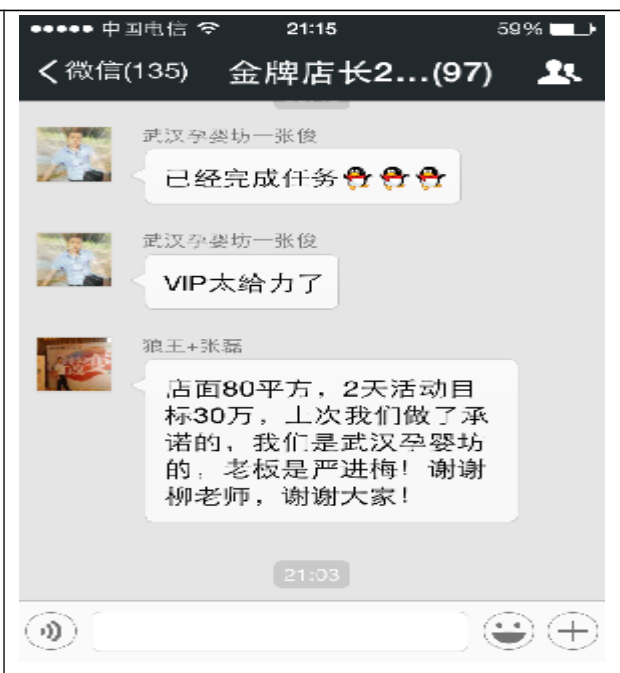 中国电信 21:15 59%
微信(135) 金牌店长2...(97)
武汉孕婴坊一张俊
已经完成任务
武汉孕婴坊一张俊
VIP太给力了
狼王+张磊
店面80平方，2天活动目
标30万，上次我们做了承
诺的，我们是武汉孕婴坊
的，老板是严进梅！谢谢
柳老师，谢谢大家！
21:03